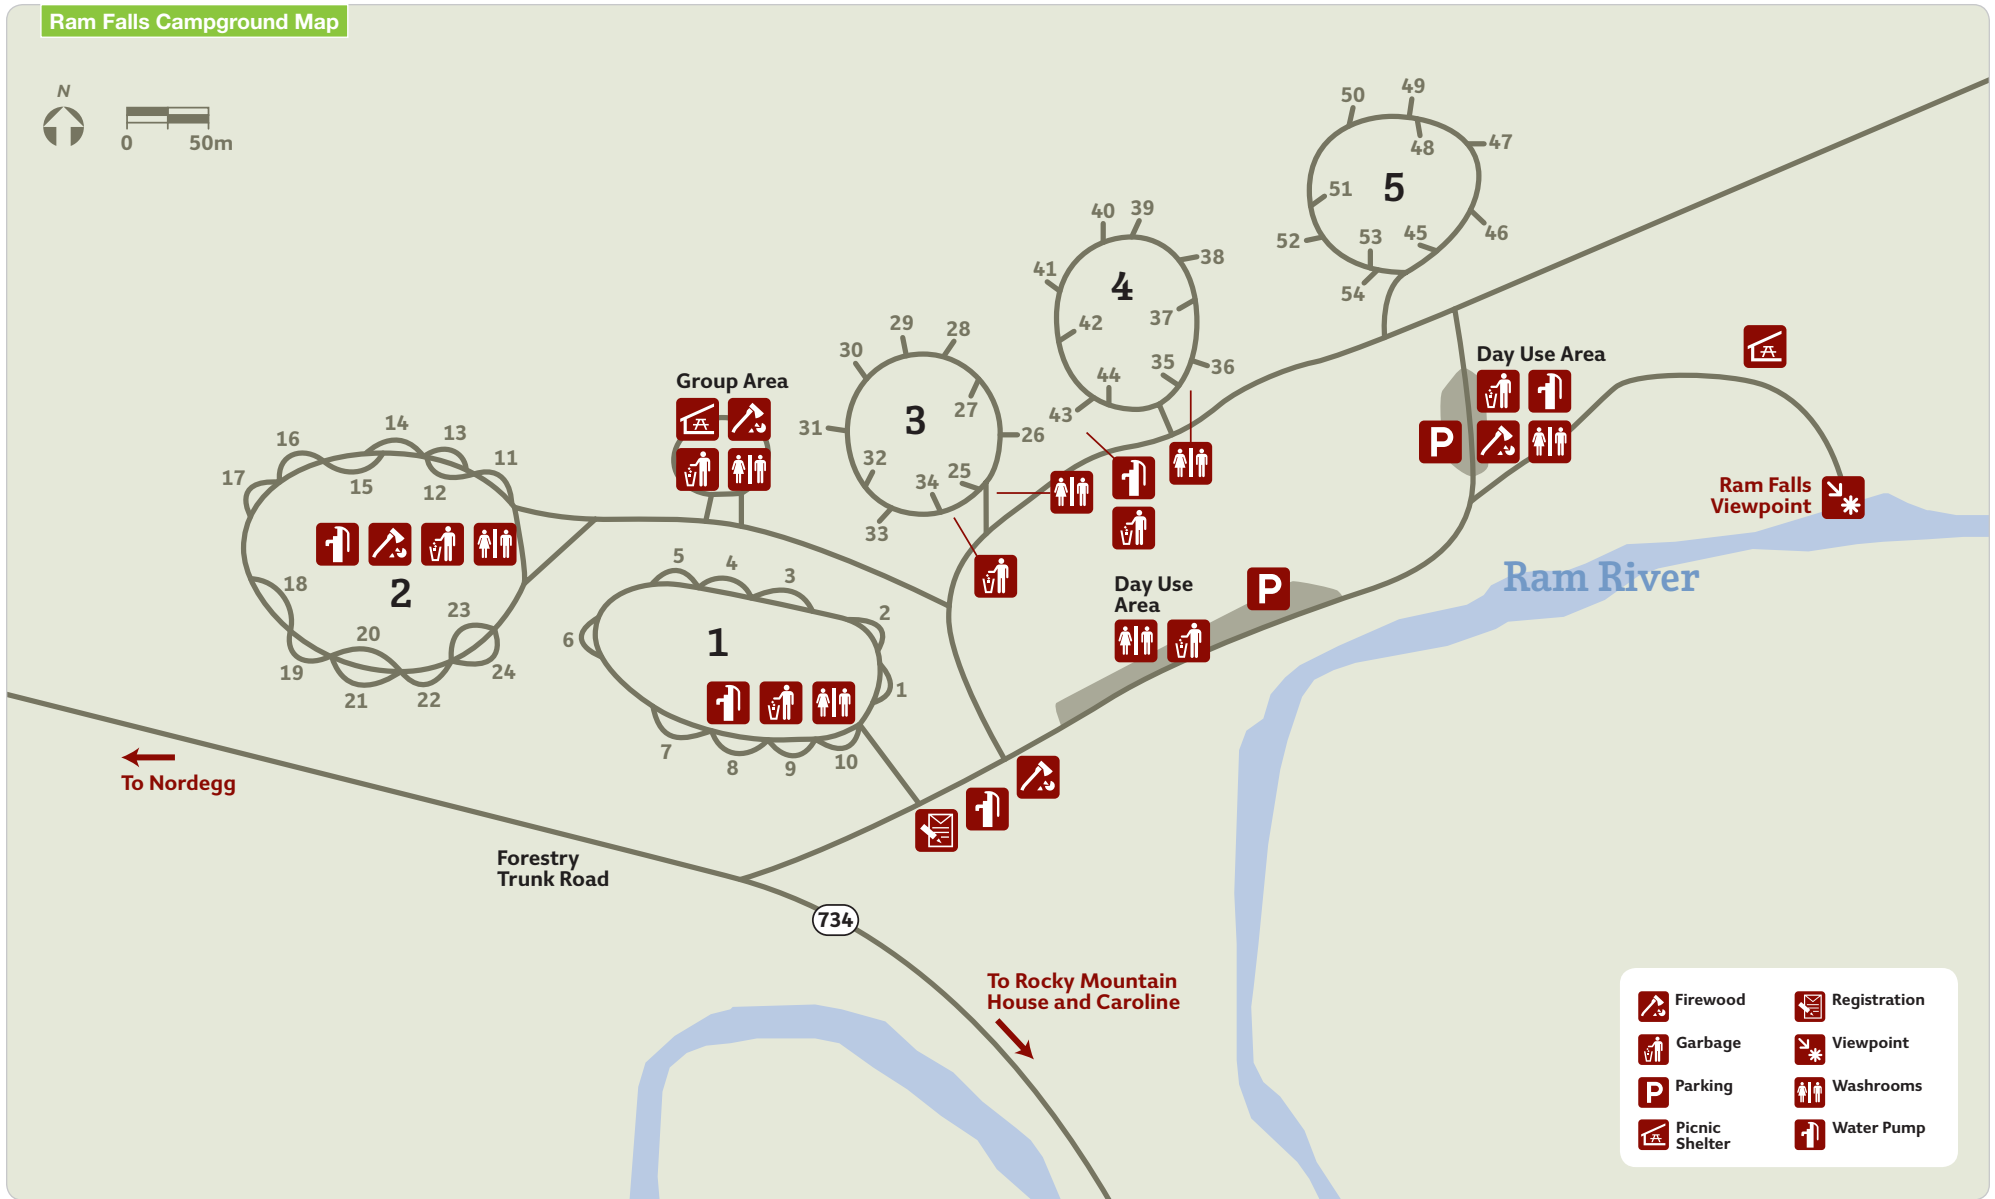 Ram Falls Campground Map
N
0 50m
50 49
48 47
51 5
52 53 45 46
54
40 39
41 4 38
42 37
35 36
44
43
29 28
30
31 3 27 26
32 34 25
33
Group Area
Day Use Area
P
Ram Falls
Viewpoint
Ram River
14 13
16 11
17 15 12
2
18
23
20
19 24
21 22
5 4 3
2
6 1
1
7 8 9 10
Day Use
Area
P
To Nordegg
Forestry
Trunk Road
734
To Rocky Mountain
House and Caroline
Firewood
Garbage
P Parking
Picnic
Shelter
Registration
Viewpoint
Washrooms
Water Pump